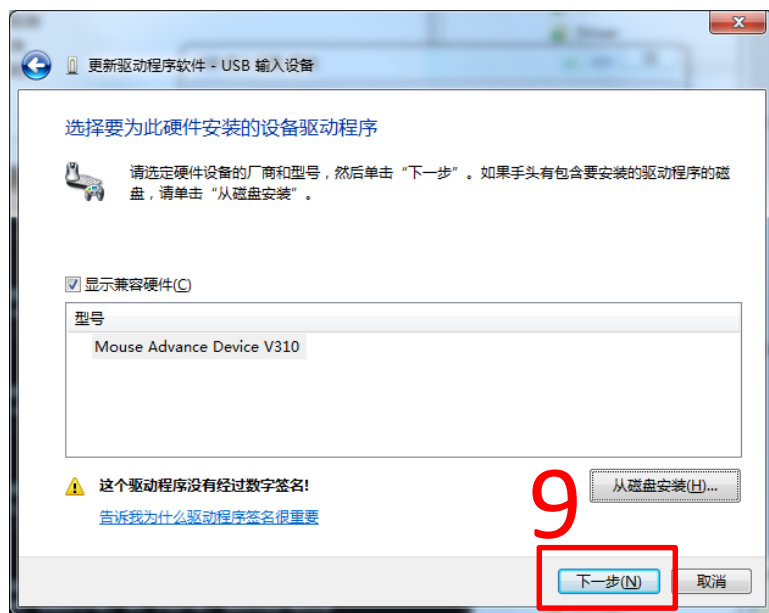 更新驱动程序软件 - USB 输入设备
选择要为此硬件安装的设备驱动程序
请选定硬件设备的厂商和型号，然后单击“下一步”。如果手头有包含要安装的驱动程序的磁
盘，请单击“从磁盘安装”。
显示兼容硬件(C)
型号
Mouse Advance Device V310
这个驱动程序没有经过数字签名!
告诉我为什么驱动程序签名很重要
从磁盘安装(H)...
9
下一步(N)
取消